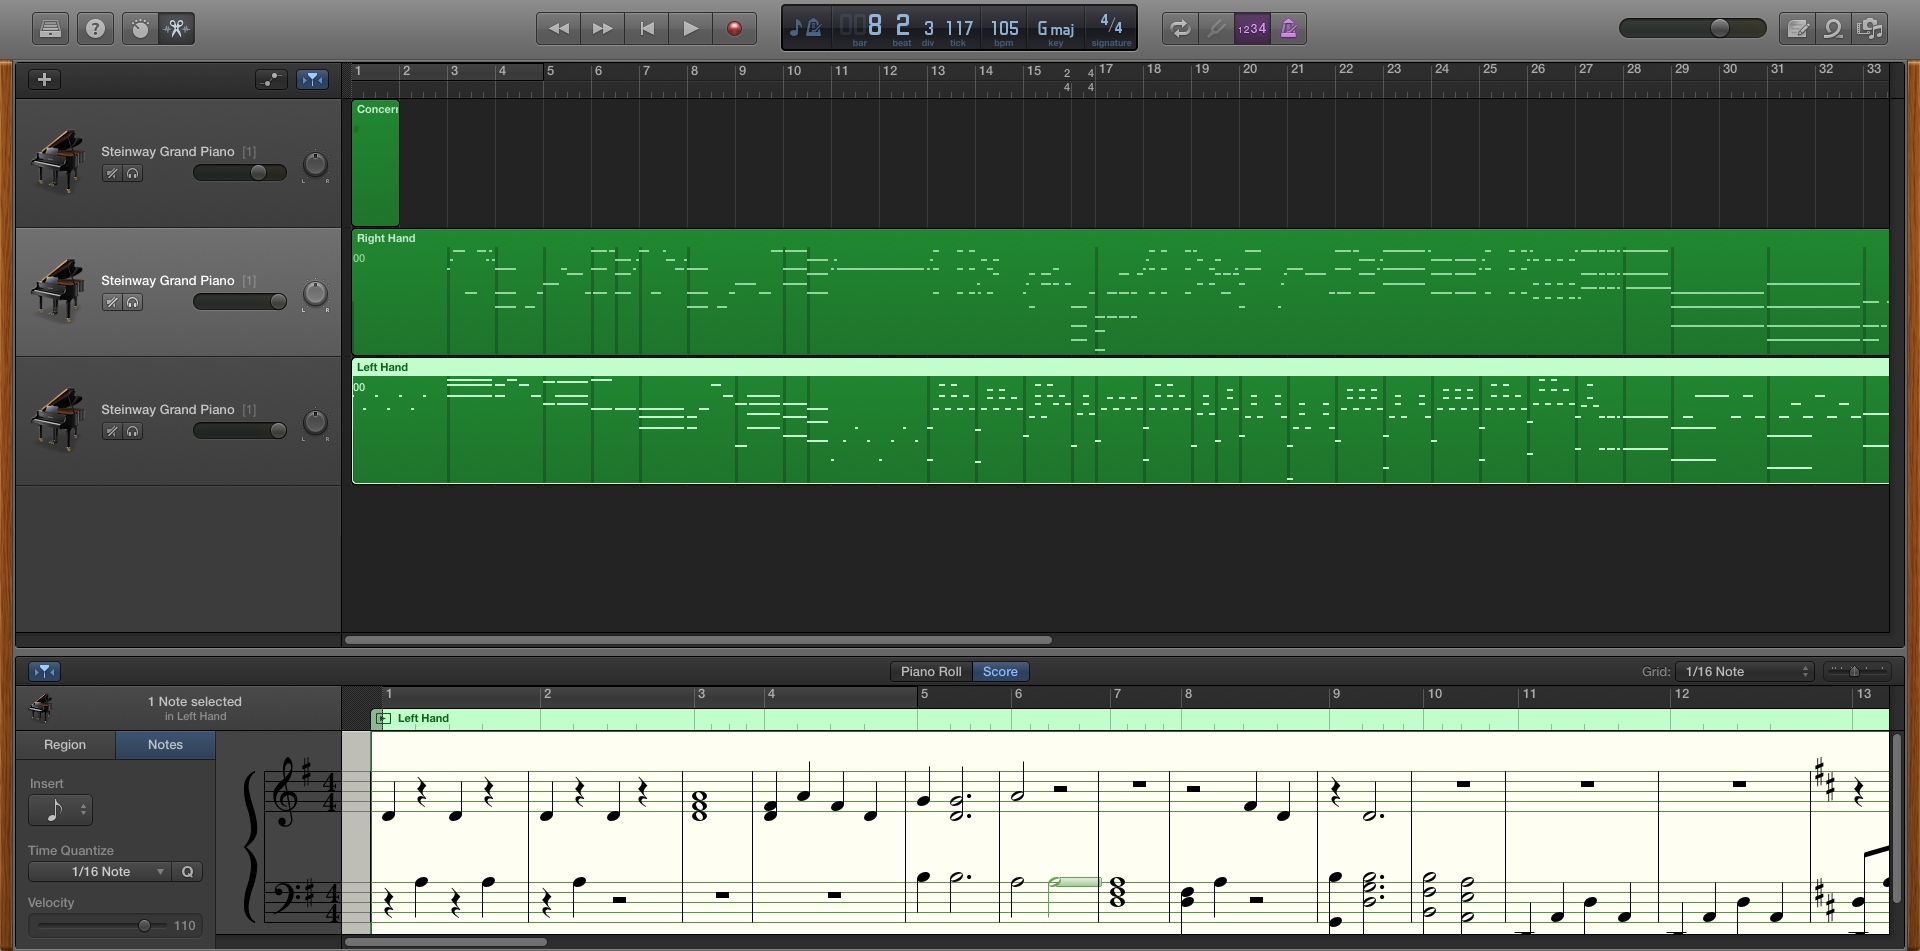 8 2 3 117 105 G maj 4/4
bar beat div tick bpm key signature
1234
1 2 3 4 5 6 7 8 9 10 11 12 13 14 15 2/4 4/4 17 18 19 20 21 22 23 24 25 26 27 28 29 30 31 32 33
Concer
Steinway Grand Piano [1]
L R
Right Hand
00
Steinway Grand Piano [1]
L R
Left Hand
00
Steinway Grand Piano [1]
L R
Piano Roll Score
Grid: 1/16 Note
1 Note selected
in Left Hand
1 2 3 4 5 6 7 8 9 10 11 12 13
Left Hand
Region Notes
Insert
Time Quantize
1/16 Note Q
Velocity
110
4
4
4
4